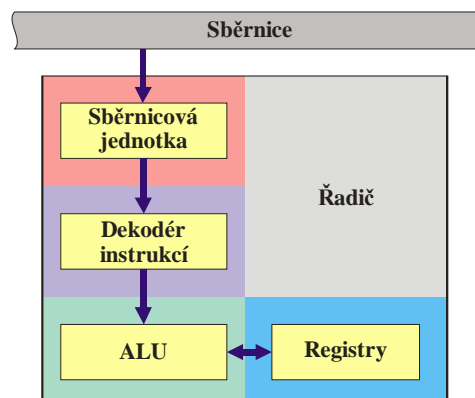 Sběrnice
Sběrnicová
jednotka
Řadič
Dekodér
instrukcí
ALU
Registry